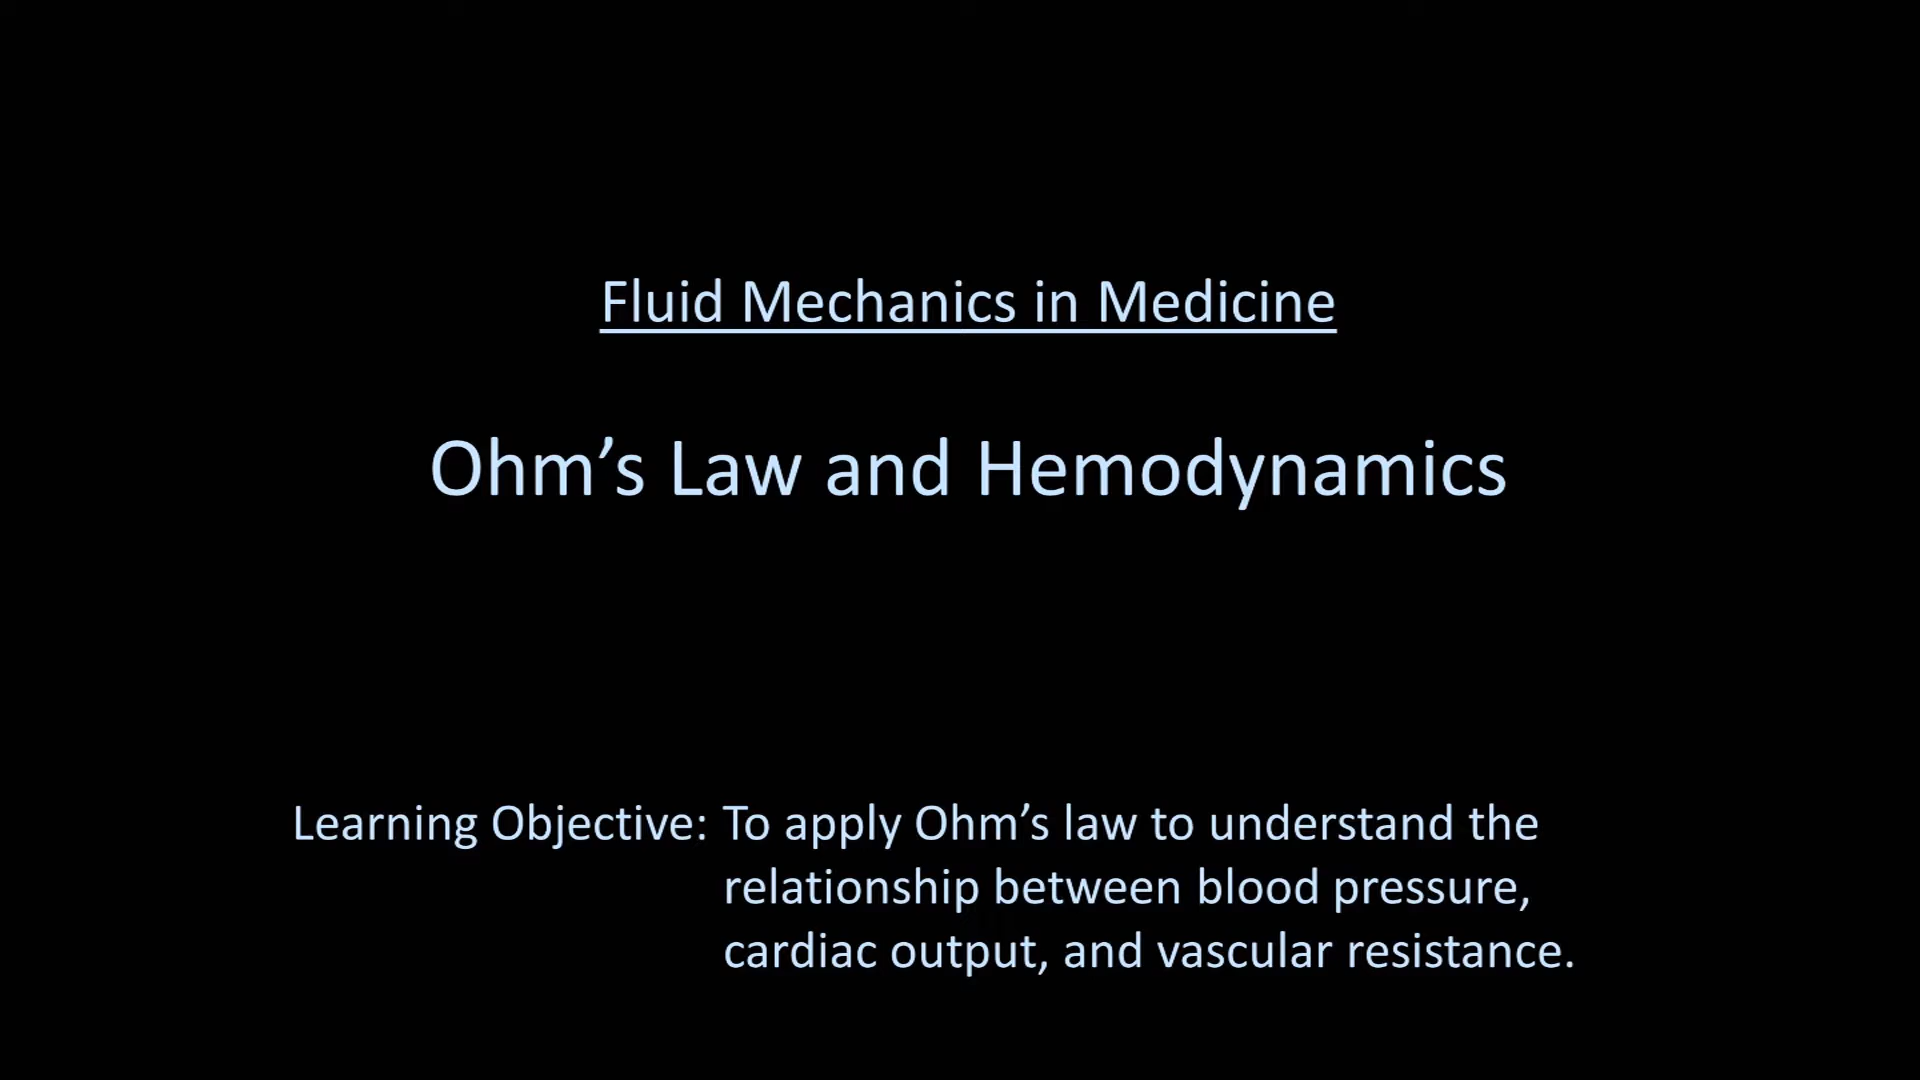 Fluid Mechanics in Medicine
Ohm’s Law and Hemodynamics
Learning Objective: To apply Ohm’s law to understand the
relationship between blood pressure,
cardiac output, and vascular resistance.